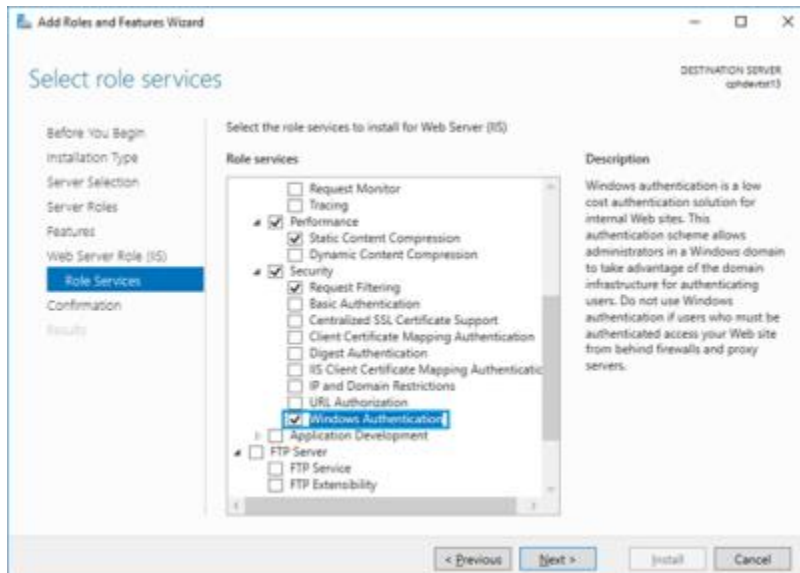 Add Roles and Features Wizard
Select role services
DESTINATION SERVER
cphdevtst13
Before You Begin
Installation Type
Server Selection
Server Roles
Features
Web Server Role (IIS)
Role Services
Confirmation
Results
Select the role services to install for Web Server (IIS)
Role services
Request Monitor
Tracing
Performance
Static Content Compression
Dynamic Content Compression
Security
Request Filtering
Basic Authentication
Centralized SSL Certificate Support
Client Certificate Mapping Authentication
Digest Authentication
IIS Client Certificate Mapping Authenticatic
IP and Domain Restrictions
URL Authorization
Windows Authentication
Application Development
FTP Server
FTP Service
FTP Extensibility
Description
Windows authentication is a low
cost authentication solution for
internal Web sites. This
authentication scheme allows
administrators in a Windows domain
to take advantage of the domain
infrastructure for authenticating
users. Do not use Windows
authentication if users who must be
authenticated access your Web site
from behind firewalls and proxy
servers.
< Previous
Next >
Install
Cancel